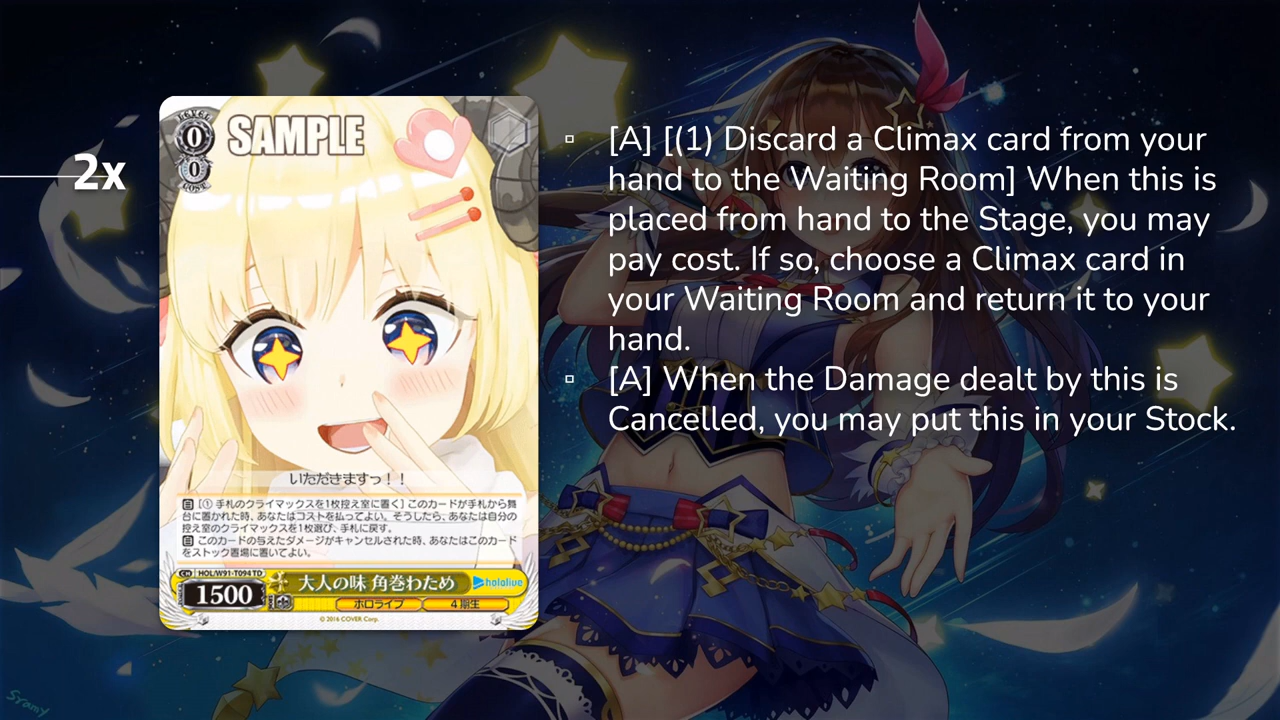 2x
LEVEL
0
0
COST
SAMPLE
いただきますっ！！
[① 手札のクライマックスを1枚控え室に置く] このカードが手札から舞
台に置かれた時、あなたはコストを払ってよい。そうしたら、あなたは自分の
控え室のクライマックスを1枚選び、手札に戻す。
このカードの与えたダメージがキャンセルされた時、あなたはこのカード
をストック置場に置いてよい。
CH HOL/W91-T094 TD
1500
大人の味 角巻わため
hololive
ホロライブ
4期生
© 2016 COVER Corp.
▫ [A] [(1) Discard a Climax card from your
hand to the Waiting Room] When this is
placed from hand to the Stage, you may
pay cost. If so, choose a Climax card in
your Waiting Room and return it to your
hand.
▫ [A] When the Damage dealt by this is
Cancelled, you may put this in your Stock.
Sramy